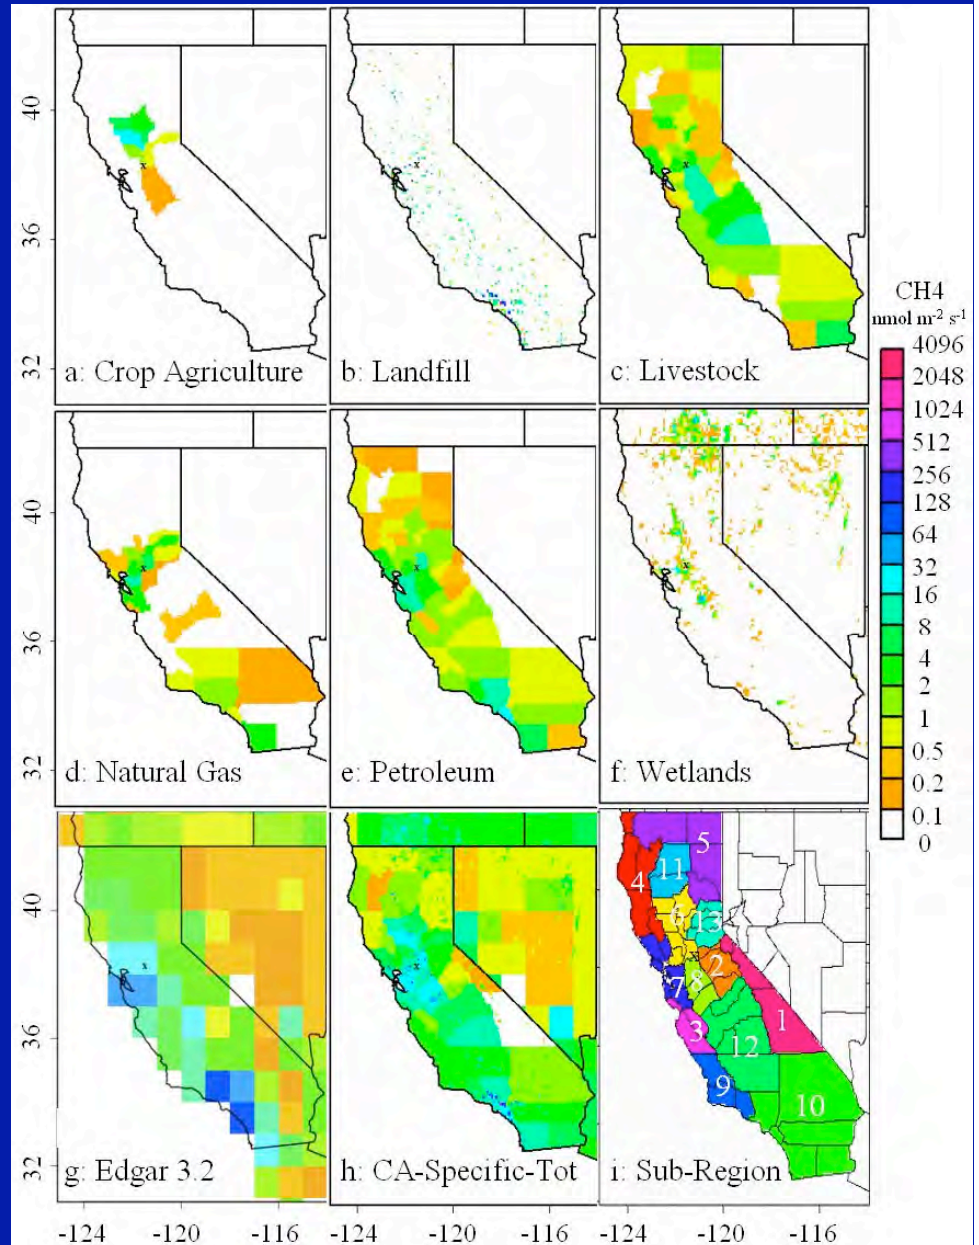 40
36
32
a: Crop Agriculture
x
b: Landfill
x
c: Livestock
x
CH4
nmol m-2 s-1
4096
2048
1024
512
256
128
64
32
16
8
4
2
1
0.5
0.2
0.1
0
40
36
32
d: Natural Gas
x
e: Petroleum
x
f: Wetlands
x
40
36
32
g: Edgar 3.2
x
h: CA-Specific-Tot
x
i: Sub-Region
5
11
4
6
13
2
8
7
1
3
12
9
10
x
-124 -120 -116 -124 -120 -116 -124 -120 -116